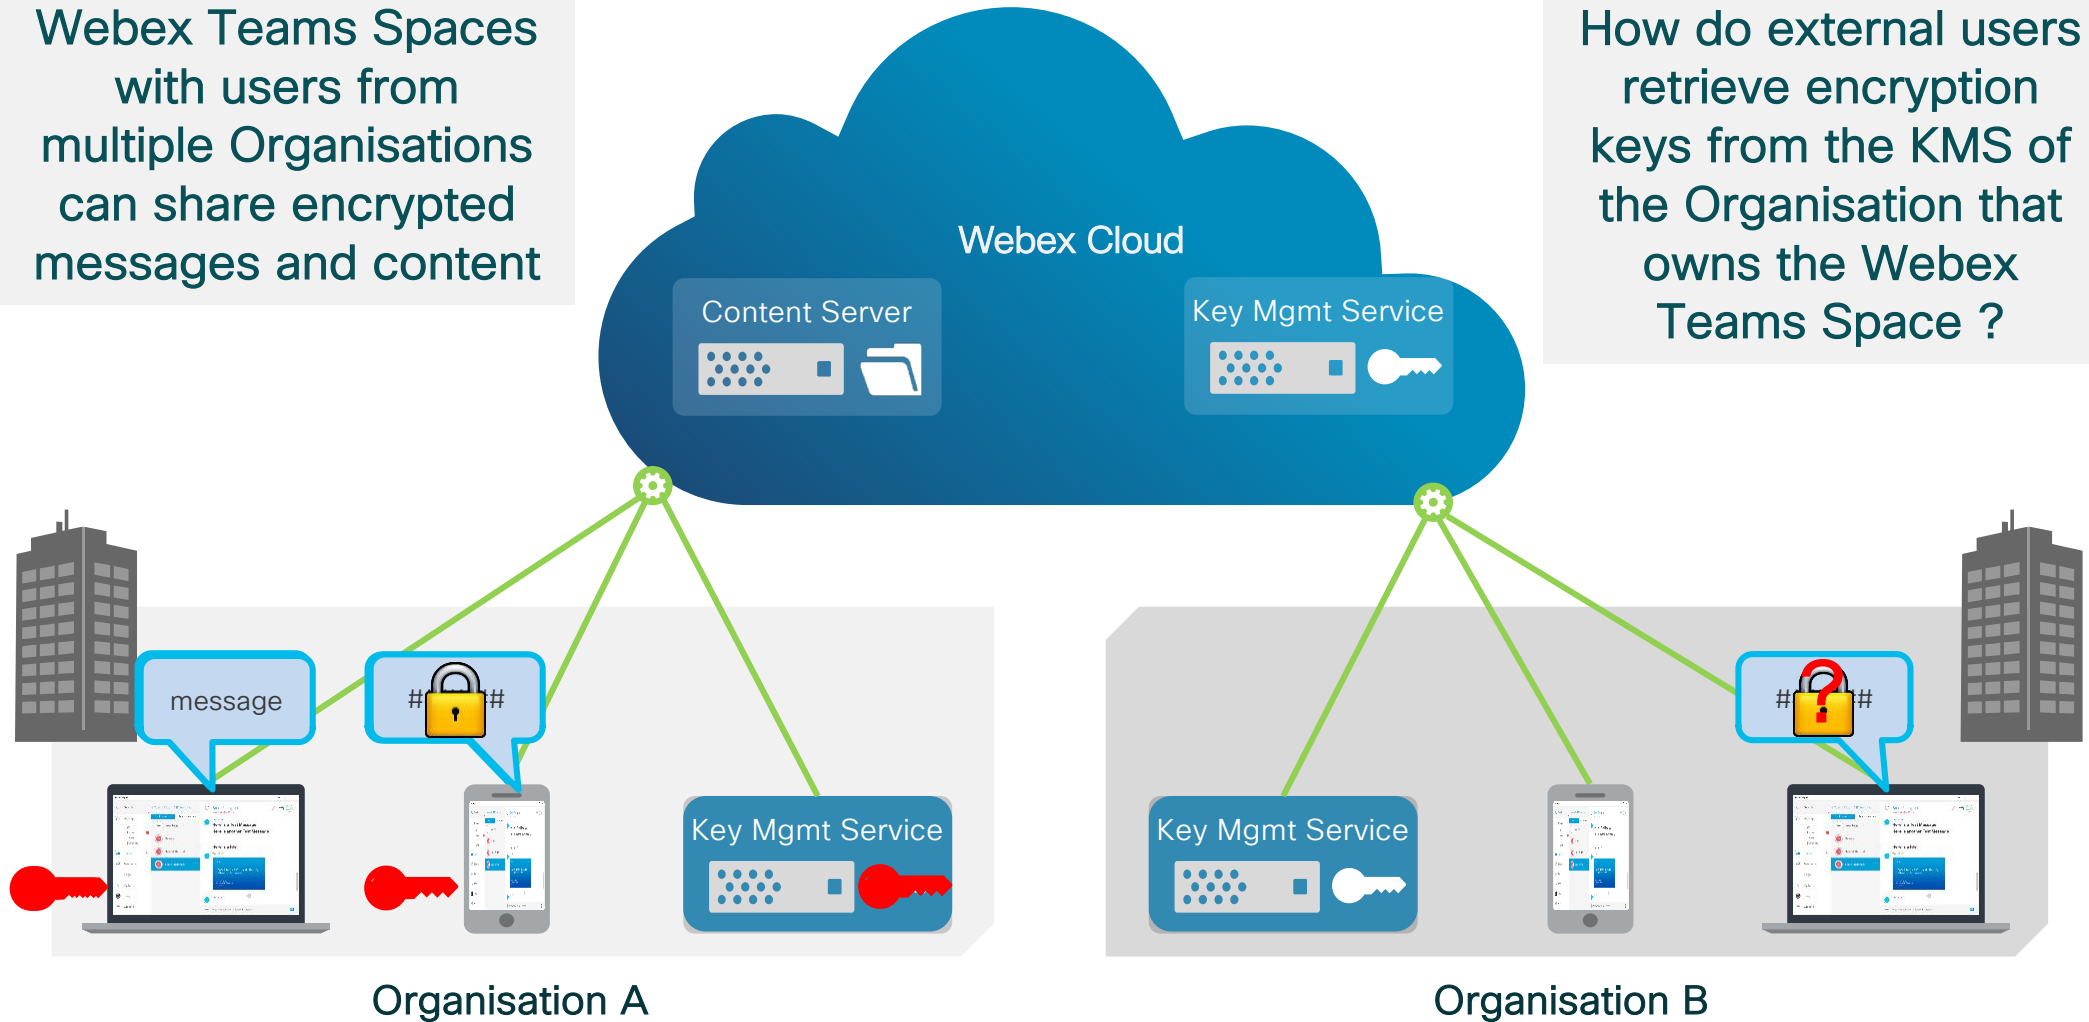 Webex Teams Spaces
with users from
multiple Organisations
can share encrypted
messages and content
How do external users
retrieve encryption
keys from the KMS of
the Organisation that
owns the Webex
Teams Space ?
Webex Cloud
Content Server
Key Mgmt Service
message
#
#
#
#
Key Mgmt Service
Key Mgmt Service
Organisation A
Organisation B